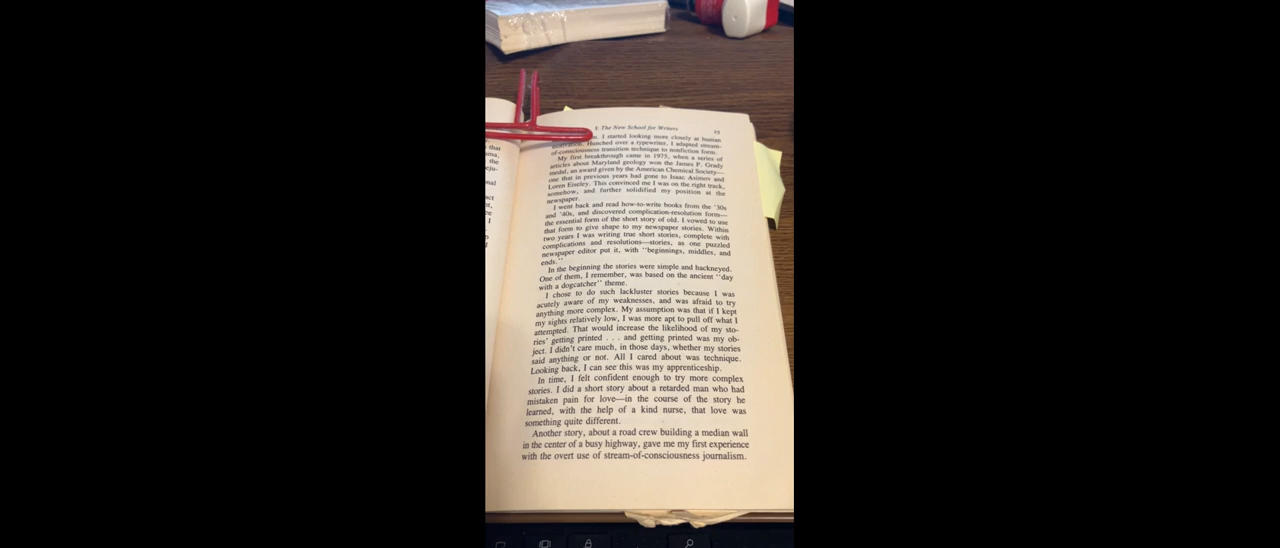 I: The New School for Writers 25
I started looking more closely at human
motivation. Hunched over a typewriter, I adapted stream-
of-consciousness transition technique to nonfiction form.
My first breakthrough came in 1975, when a series of
articles about Maryland geology won the James P. Grady
medal, an award given by the American Chemical Society—
one that in previous years had gone to Isaac Asimov and
Loren Eiseley. This convinced me I was on the right track,
somehow, and further solidified my position at the
newspaper.
I went back and read how-to-write books from the '30s
and '40s, and discovered complication-resolution form—
the essential form of the short story of old. I vowed to use
that form to give shape to my newspaper stories. Within
two years I was writing true short stories, complete with
complications and resolutions—stories, as one puzzled
newspaper editor put it, with "beginnings, middles, and
ends."
In the beginning the stories were simple and hackneyed.
One of them, I remember, was based on the ancient "day
with a dogcatcher" theme.
I chose to do such lackluster stories because I was
acutely aware of my weaknesses, and was afraid to try
anything more complex. My assumption was that if I kept
my sights relatively low, I was more apt to pull off what I
attempted. That would increase the likelihood of my sto-
ries' getting printed . . . and getting printed was my ob-
ject. I didn't care much, in those days, whether my stories
said anything or not. All I cared about was technique.
Looking back, I can see this was my apprenticeship.
In time, I felt confident enough to try more complex
stories. I did a short story about a retarded man who had
mistaken pain for love—in the course of the story he
learned, with the help of a kind nurse, that love was
something quite different.
Another story, about a road crew building a median wall
in the center of a busy highway, gave me my first experience
with the overt use of stream-of-consciousness journalism.